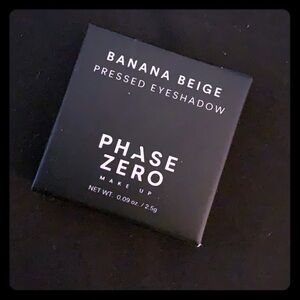 BANANA BEIGE
PRESSED EYESHADOW
PHASE
ZERO
MAKE UP
NET WT. 0.09 oz. / 2.5g